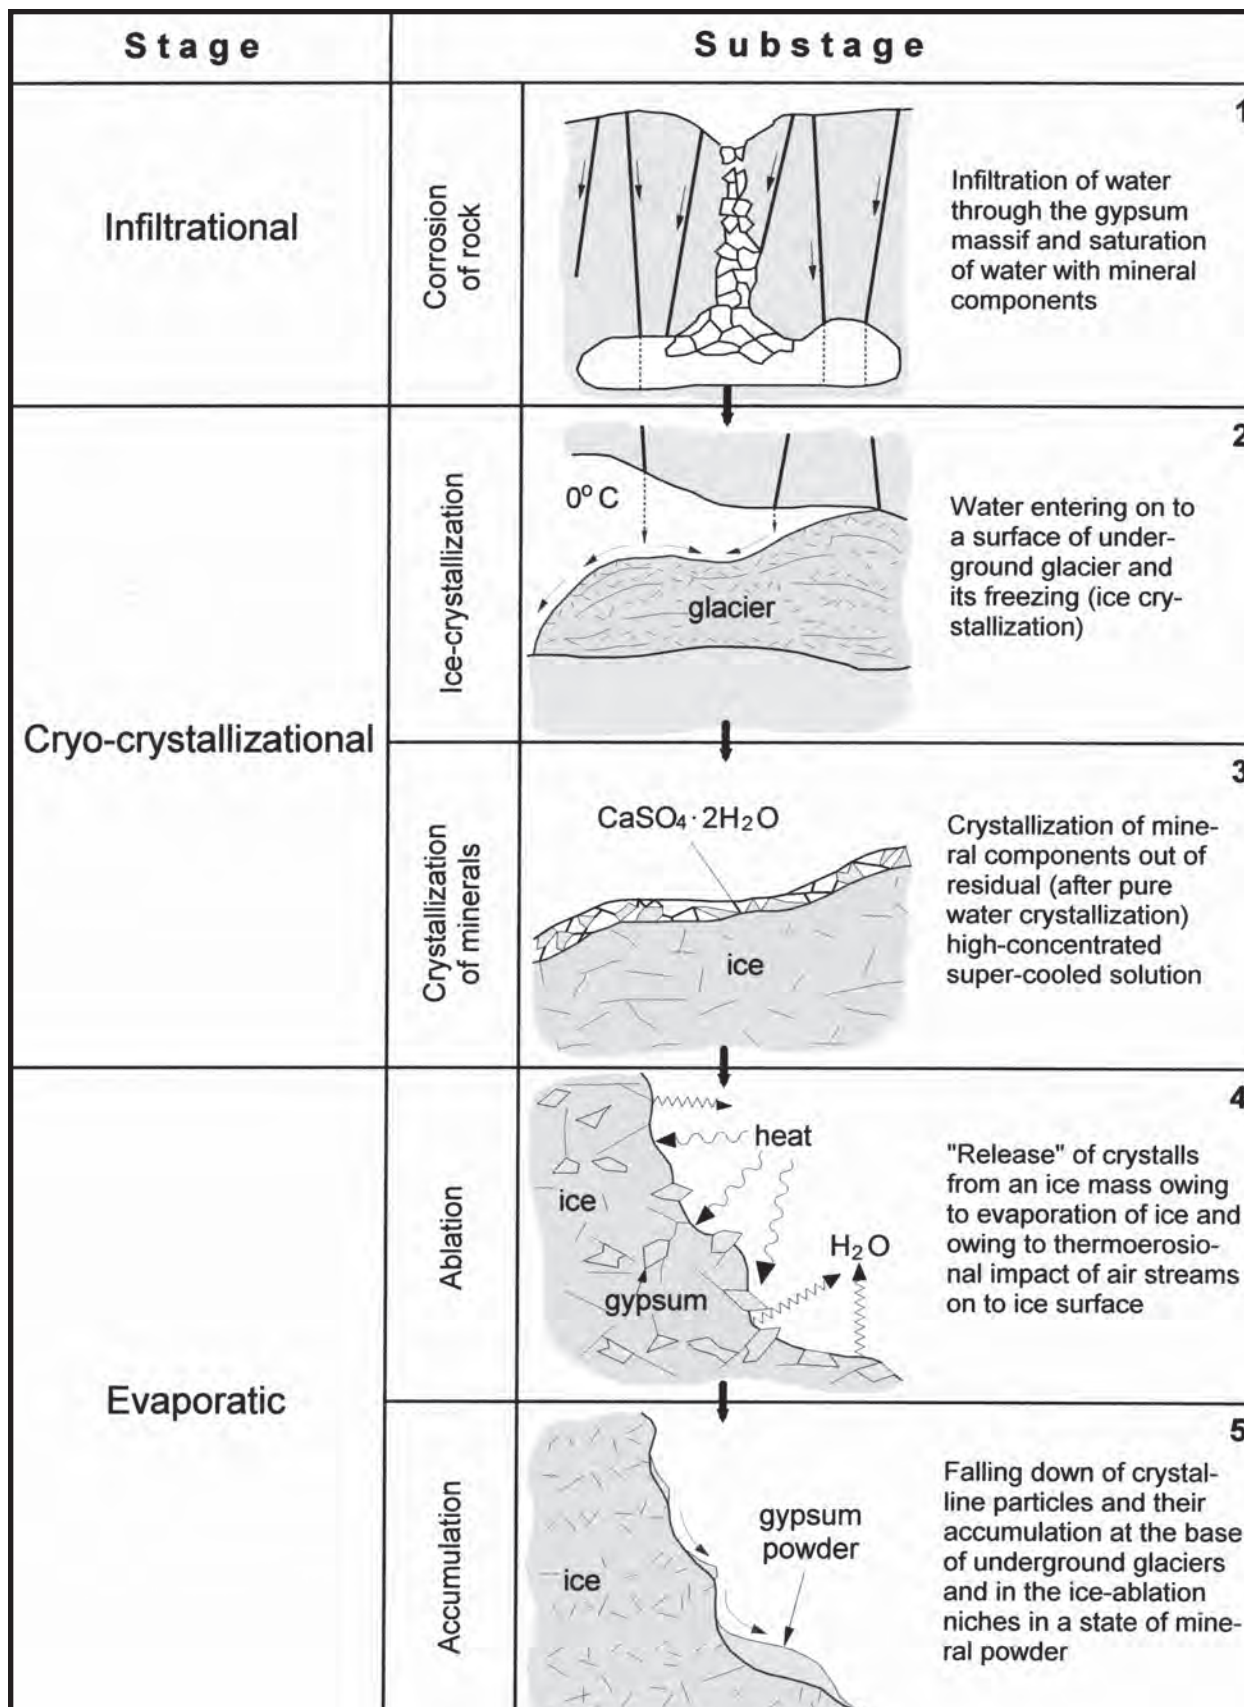 Stage
Substage
Infiltrational
Corrosion
of rock
1
Infiltration of water
through the gypsum
massif and saturation
of water with mineral
components
Cryo-crystallizational
Ice-crystallization
0° C
glacier
2
Water entering on to
a surface of under-
ground glacier and
its freezing (ice cry-
stallization)
Crystallization
of minerals
CaSO₄·2H₂O
ice
3
Crystallization of mine-
ral components out of
residual (after pure
water crystallization)
high-concentrated
super-cooled solution
Evaporatic
Ablation
heat
ice
H₂O
gypsum
4
"Release" of crystalls
from an ice mass owing
to evaporation of ice and
owing to thermoerosio-
nal impact of air streams
on to ice surface
Accumulation
gypsum
powder
ice
5
Falling down of crystal-
line particles and their
accumulation at the base
of underground glaciers
and in the ice-ablation
niches in a state of mine-
ral powder